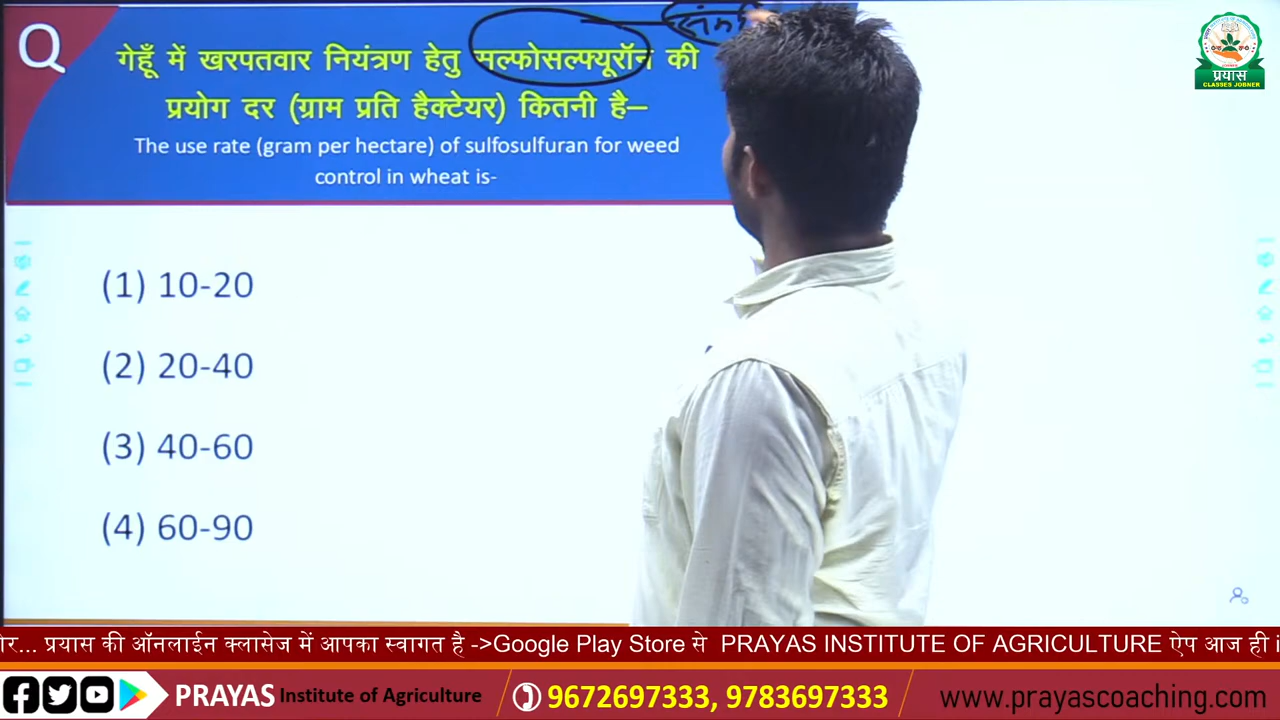 Q
गेहूँ में खरपतवार नियंत्रण हेतु सल्फोसल्फ्यूरॉन की
प्रयोग दर (ग्राम प्रति हैक्टेयर) कितनी है–
The use rate (gram per hectare) of sulfosulfuran for weed
control in wheat is-
(1) 10-20
(2) 20-40
(3) 40-60
(4) 60-90
प्रयास
CLASSES JOBNER
प्रयास की ऑनलाईन क्लासेज में आपका स्वागत है ->Google Play Store से PRAYAS INSTITUTE OF AGRICULTURE ऐप आज ही
PRAYAS Institute of Agriculture
9672697333, 9783697333
www.prayascoaching.com